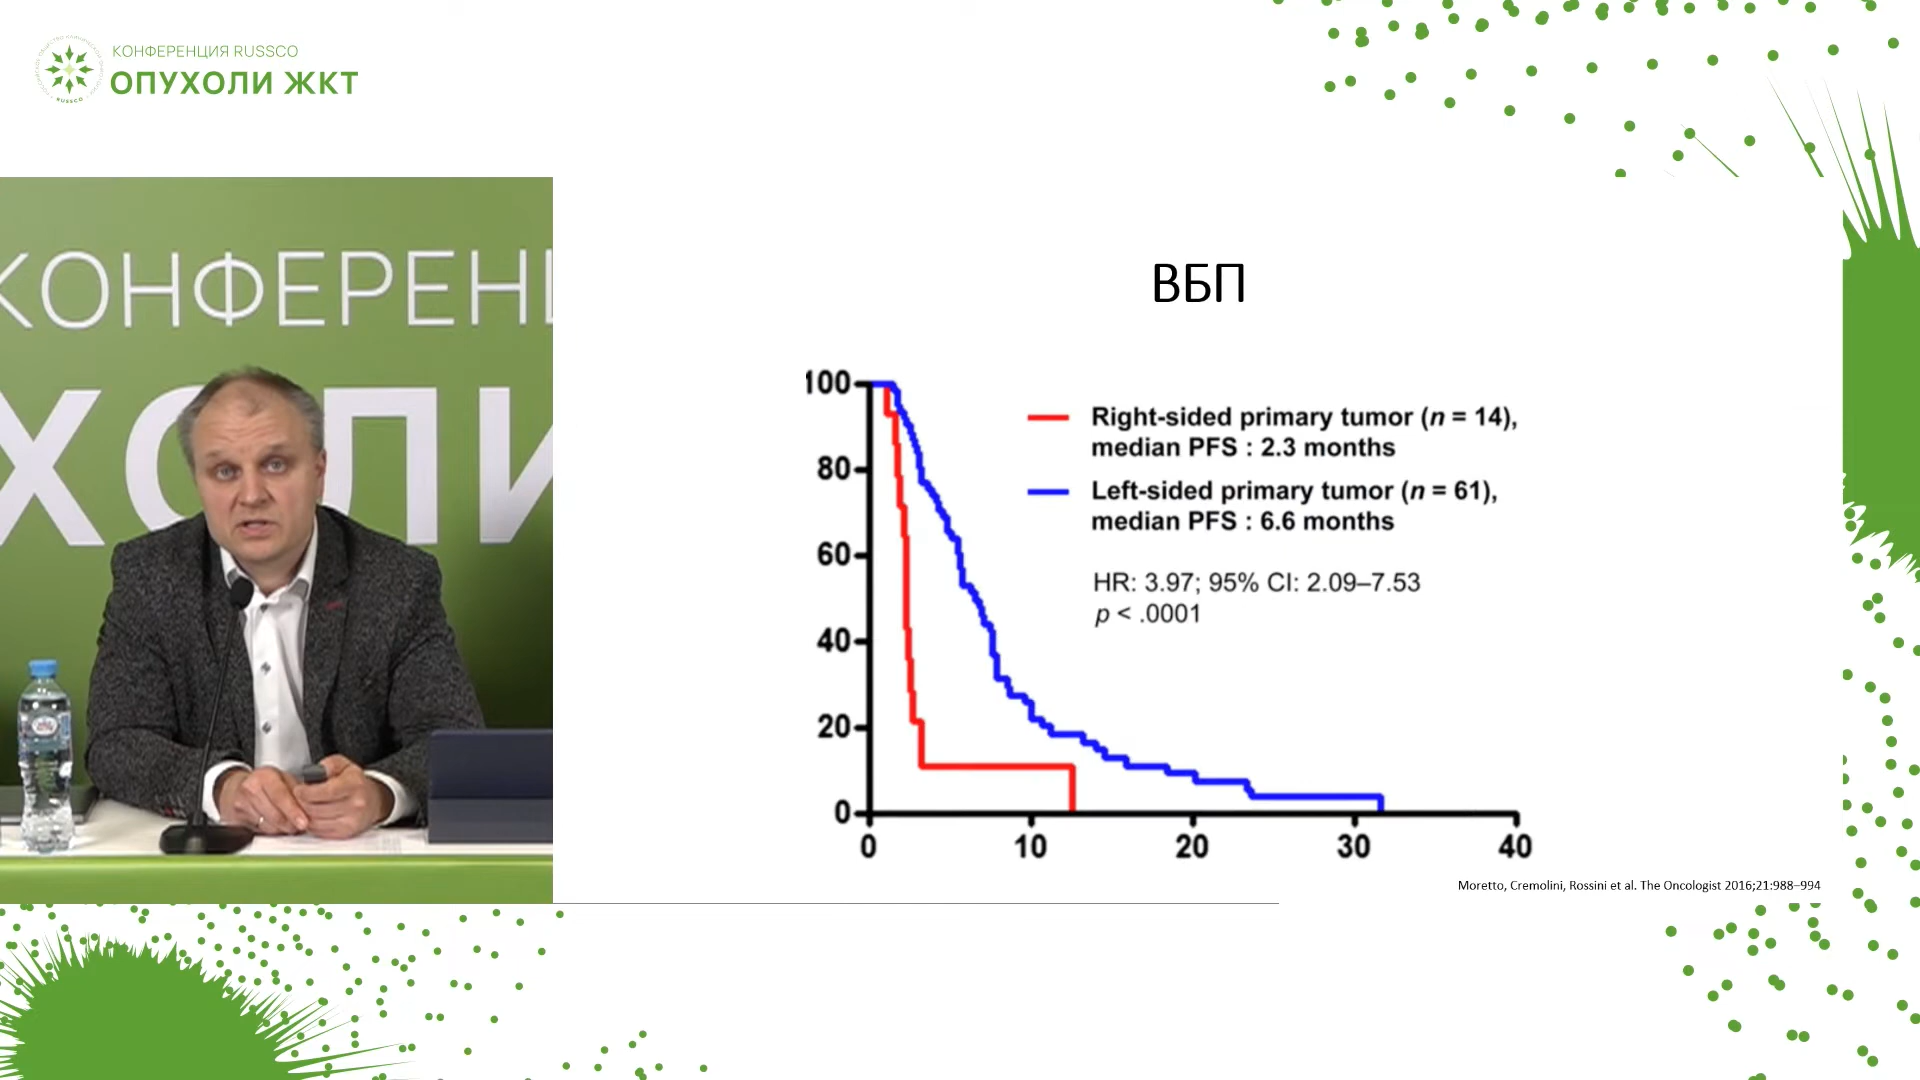 КОНФЕРЕНЦИЯ RUSSCO
ОПУХОЛИ ЖКТ
RUSSCO
КОНФЕРЕНЦ
ХОЛИ
ВБП
100
80
60
40
20
0
Right-sided primary tumor (n = 14),
median PFS : 2.3 months
Left-sided primary tumor (n = 61),
median PFS : 6.6 months
HR: 3.97; 95% CI: 2.09–7.53
p < .0001
0 10 20 30 40
Moretto, Cremolini, Rossini et al. The Oncologist 2016;21:988–994